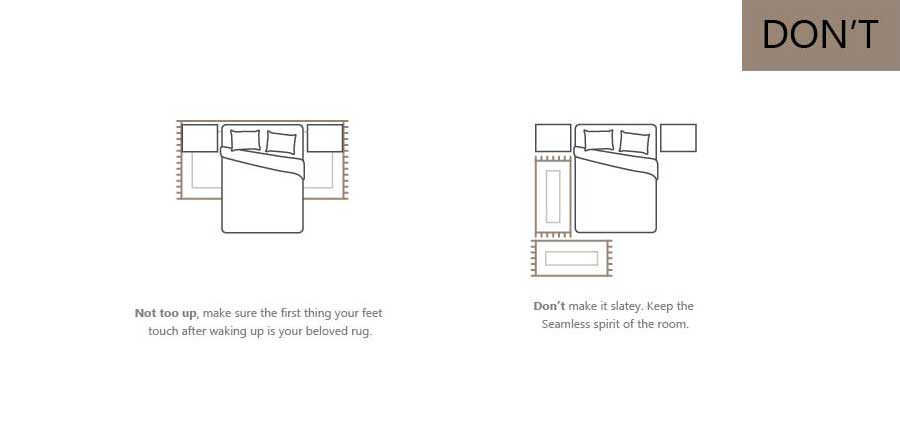 DON’T
Not too up, make sure the first thing your feet
touch after waking up is your beloved rug.
Don’t make it slatey. Keep the
Seamless spirit of the room.